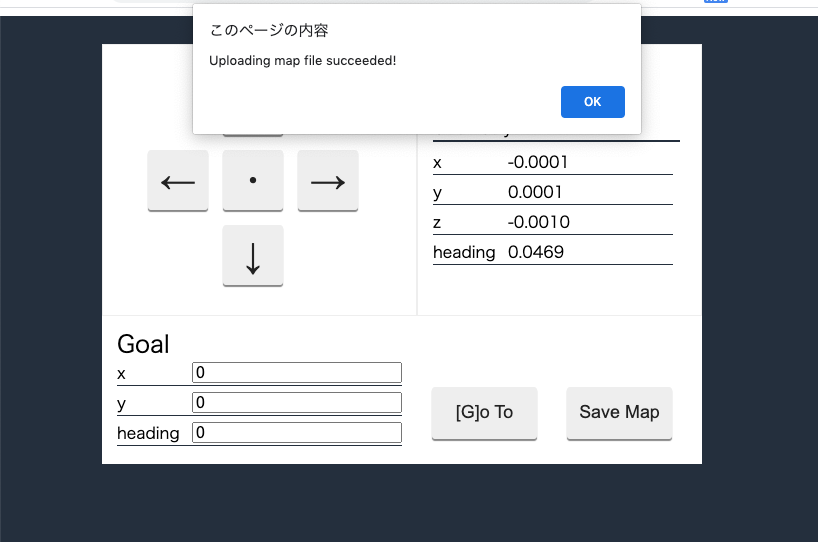 このページの内容
Uploading map file succeeded!
OK
← • →
↓
x -0.0001
y 0.0001
z -0.0010
heading 0.0469
Goal
x 0
y 0
heading 0
[G]o To
Save Map